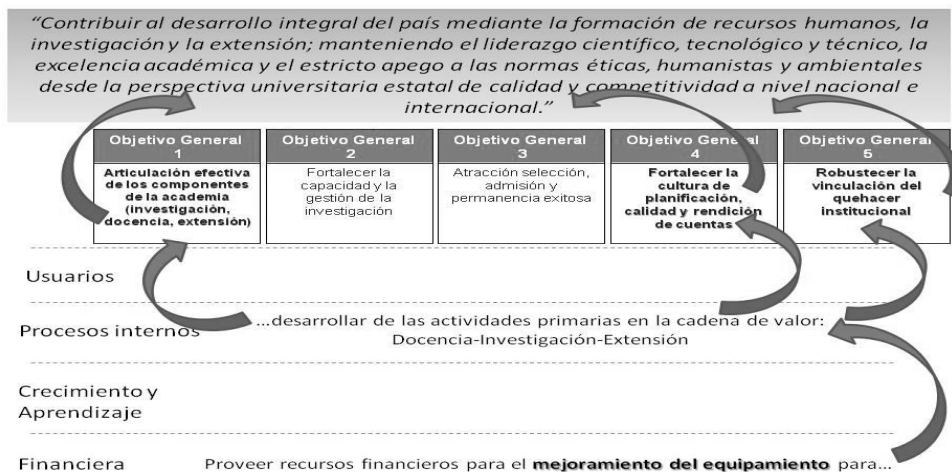 “Contribuir al desarrollo integral del país mediante la formación de recursos humanos, la
investigación y la extensión; manteniendo el liderazgo científico, tecnológico y técnico, la
excelencia académica y el estricto apego a las normas éticas, humanistas y ambientales
desde la perspectiva universitaria estatal de calidad y competitividad a nivel nacional e
internacional.”
Objetivo General
1
Articulación efectiva
de los componentes
de la academia
(investigación,
docencia, extensión)
Objetivo General
2
Fortalecer la
capacidad y la
gestión de la
investigación
Objetivo General
3
Atracción selección,
admisión y
permanencia exitosa
Objetivo General
4
Fortalecer la
cultura de
planificación,
calidad y rendición
de cuentas
Objetivo General
5
Robustecer la
vinculación del
quehacer
institucional
Usuarios
Procesos internos
...desarrollar de las actividades primarias en la cadena de valor:
Docencia-Investigación-Extensión
Crecimiento y
Aprendizaje
Financiera
Proveer recursos financieros para el mejoramiento del equipamiento para...